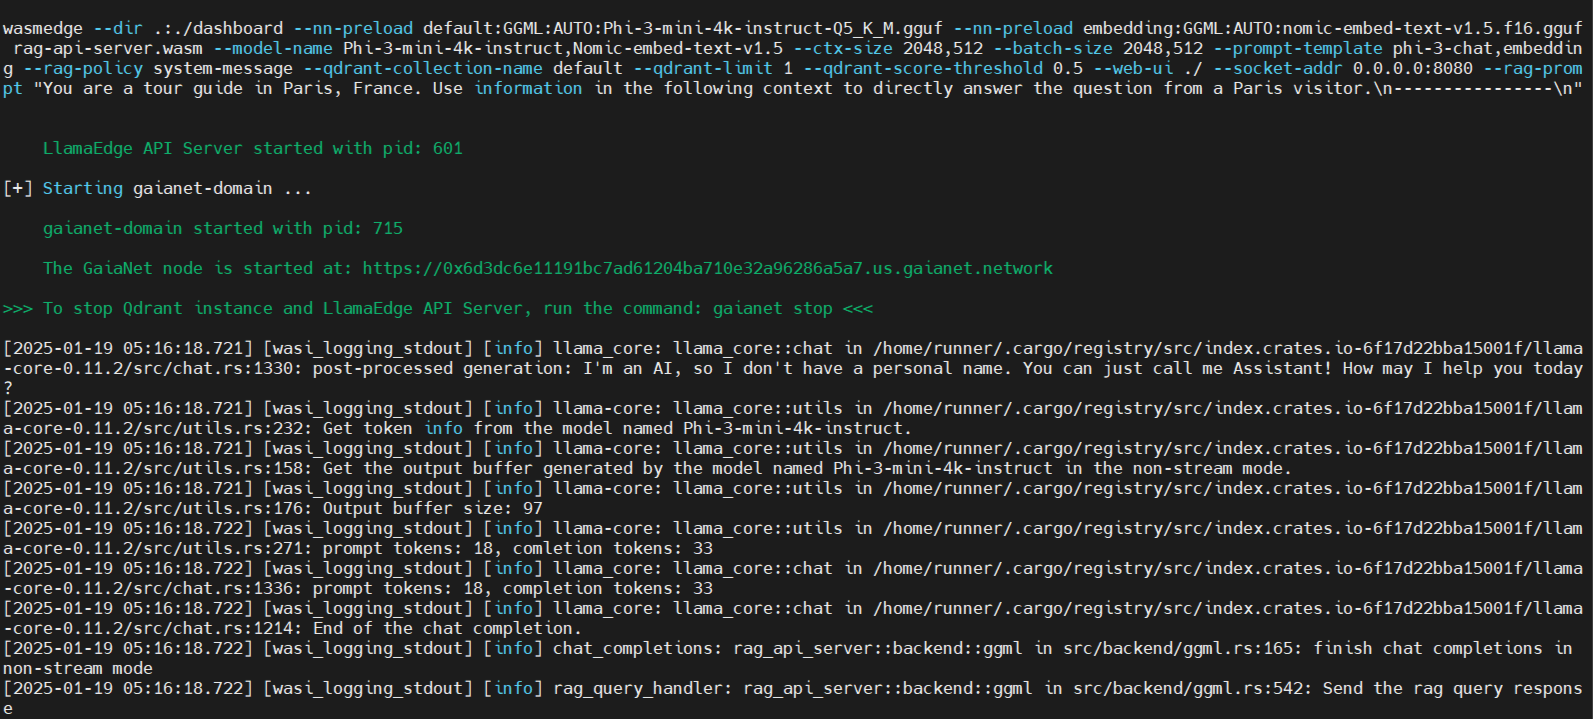 wasmedge --dir .:./dashboard --nn-preload default:GGML:AUTO:Phi-3-mini-4k-instruct-Q5_K_M.gguf --nn-preload embedding:GGML:AUTO:nomic-embed-text-v1.5.f16.gguf
rag-api-server.wasm --model-name Phi-3-mini-4k-instruct,Nomic-embed-text-v1.5 --ctx-size 2048,512 --batch-size 2048,512 --prompt-template phi-3-chat,embeddin
g --rag-policy system-message --qdrant-collection-name default --qdrant-limit 1 --qdrant-score-threshold 0.5 --web-ui ./ --socket-addr 0.0.0.0:8080 --rag-prom
pt "You are a tour guide in Paris, France. Use information in the following context to directly answer the question from a Paris visitor.\n----------------\n"
LlamaEdge API Server started with pid: 601
[+] Starting gaianet-domain ...
gaianet-domain started with pid: 715
The GaiaNet node is started at: https://0x6d3dc6e11191bc7ad61204ba710e32a96286a5a7.us.gaianet.network
>>> To stop Qdrant instance and LlamaEdge API Server, run the command: gaianet stop <<<
[2025-01-19 05:16:18.721] [wasi_logging_stdout] [info] llama_core: llama_core::chat in /home/runner/.cargo/registry/src/index.crates.io-6f17d22bba15001f/llama
-core-0.11.2/src/chat.rs:1330: post-processed generation: I'm an AI, so I don't have a personal name. You can just call me Assistant! How may I help you today
?
[2025-01-19 05:16:18.721] [wasi_logging_stdout] [info] llama-core: llama_core::utils in /home/runner/.cargo/registry/src/index.crates.io-6f17d22bba15001f/llam
a-core-0.11.2/src/utils.rs:232: Get token info from the model named Phi-3-mini-4k-instruct.
[2025-01-19 05:16:18.721] [wasi_logging_stdout] [info] llama-core: llama_core::utils in /home/runner/.cargo/registry/src/index.crates.io-6f17d22bba15001f/llam
a-core-0.11.2/src/utils.rs:158: Get the output buffer generated by the model named Phi-3-mini-4k-instruct in the non-stream mode.
[2025-01-19 05:16:18.721] [wasi_logging_stdout] [info] llama-core: llama_core::utils in /home/runner/.cargo/registry/src/index.crates.io-6f17d22bba15001f/llam
a-core-0.11.2/src/utils.rs:176: Output buffer size: 97
[2025-01-19 05:16:18.722] [wasi_logging_stdout] [info] llama-core: llama_core::utils in /home/runner/.cargo/registry/src/index.crates.io-6f17d22bba15001f/llam
a-core-0.11.2/src/utils.rs:271: prompt tokens: 18, comletion tokens: 33
[2025-01-19 05:16:18.722] [wasi_logging_stdout] [info] llama_core: llama_core::chat in /home/runner/.cargo/registry/src/index.crates.io-6f17d22bba15001f/llama
-core-0.11.2/src/chat.rs:1336: prompt tokens: 18, completion tokens: 33
[2025-01-19 05:16:18.722] [wasi_logging_stdout] [info] llama_core: llama_core::chat in /home/runner/.cargo/registry/src/index.crates.io-6f17d22bba15001f/llama
-core-0.11.2/src/chat.rs:1214: End of the chat completion.
[2025-01-19 05:16:18.722] [wasi_logging_stdout] [info] chat_completions: rag_api_server::backend::ggml in src/backend/ggml.rs:165: finish chat completions in
non-stream mode
[2025-01-19 05:16:18.722] [wasi_logging_stdout] [info] rag_query_handler: rag_api_server::backend::ggml in src/backend/ggml.rs:542: Send the rag query respons
e